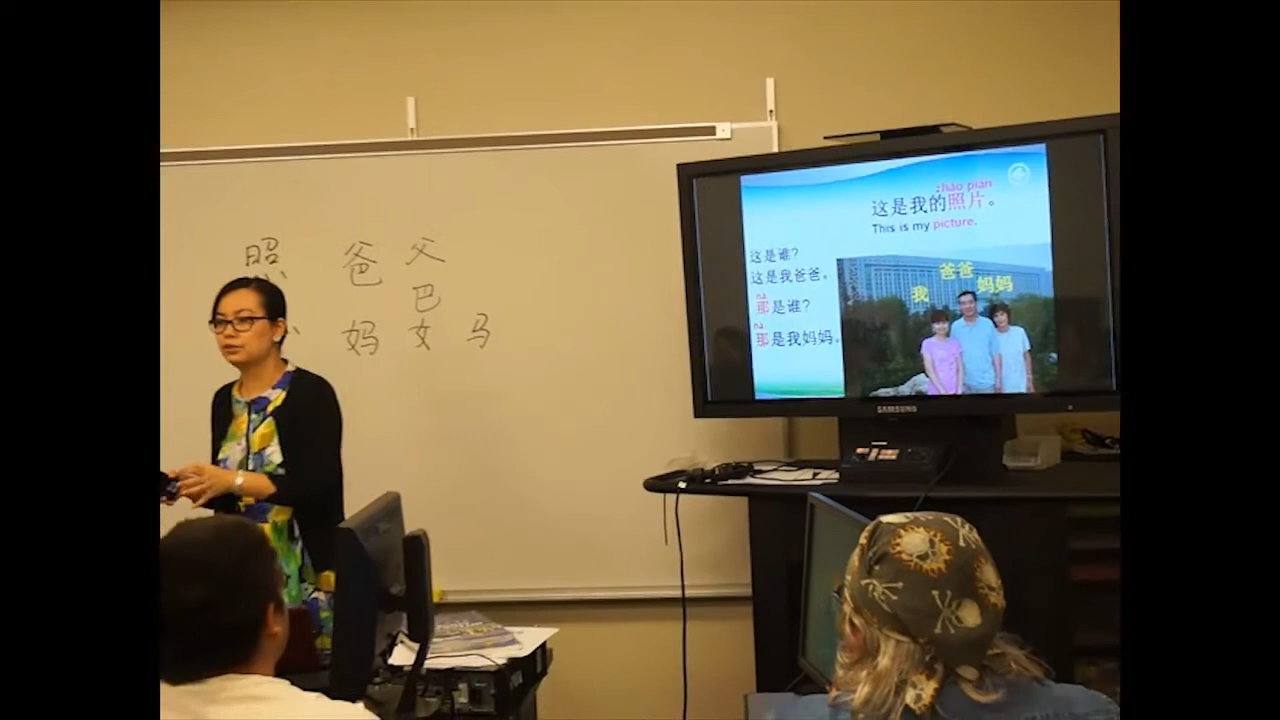 照 爸 父
巴
妈 女 马
zhào piàn
这是我的照片。
This is my picture.
这是谁?
这是我爸爸。
nà
那是谁?
nà
那是我妈妈。
爸爸
我 妈妈
SAMSUNG